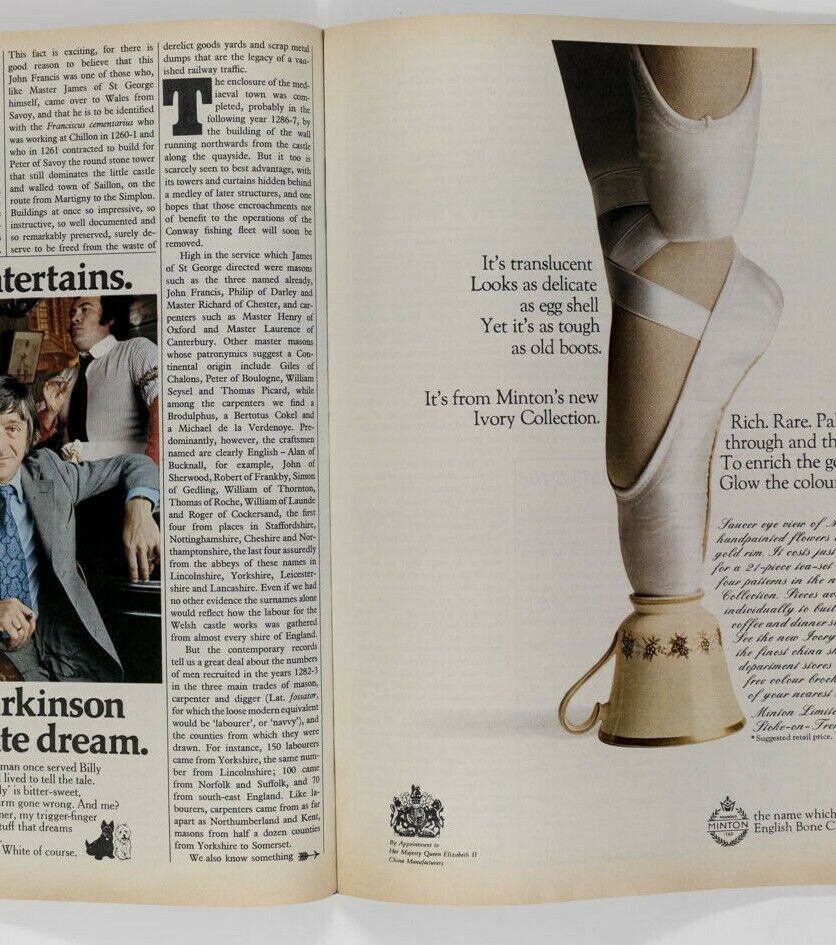 This fact is exciting, for there is
good reason to believe that this
John Francis was one of those who,
like Master James of St George
himself, came over to Wales from
Savoy, and that he is to be identified
with the Franciscus cementarius who
was working at Chillon in 1260-1 and
who in 1261 contracted to build for
Peter of Savoy the round stone tower
that still dominates the little castle
and walled town of Saillon, on the
route from Martigny to the Simplon.
Buildings at once so impressive, so
instructive, so well documented and
so remarkably preserved, surely de-
serve to be freed from the waste of
derelict goods yards and scrap metal
dumps that are the legacy of a van-
ished railway traffic.
The enclosure of the med-
iaeval town was com-
pleted, probably in the
following year 1286-7, by
the building of the wall
running northwards from the castle
along the quayside. But it too is
scarcely seen to best advantage, with
its towers and curtains hidden behind
a medley of later structures, and one
hopes that those encroachments not
of benefit to the operations of the
Conway fishing fleet will soon be
removed.
High in the service which James
of St George directed were masons
such as the three named already,
John Francis, Philip of Darley and
Master Richard of Chester, and car-
penters such as Master Henry of
Oxford and Master Laurence of
Canterbury. Other master masons
whose patronymics suggest a Con-
tinental origin include Giles of
Chalons, Peter of Boulogne, William
Seysel and Thomas Picard, while
among the carpenters we find a
Brodulphus, a Bertotus Cokel and
a Michael de la Verdenoye. Pre-
dominantly, however, the craftsmen
named are clearly English – Alan of
Bucknall, for example, John of
Sherwood, Robert of Frankby, Simon
of Gedling, William of Thornton,
Thomas of Roche, William of Launde
and Roger of Cockersand, the first
four from places in Staffordshire,
Nottinghamshire, Cheshire and Nor-
thamptonshire, the last four assuredly
from the abbeys of these names in
Lincolnshire, Yorkshire, Leicester-
shire and Lancashire. Even if we had
no other evidence the surnames alone
would reflect how the labour for the
Welsh castle works was gathered
from almost every shire of England.
But the contemporary records
tell us a great deal about the numbers
of men recruited in the years 1282-3
in the three main trades of mason,
carpenter and digger (Lat. fossator,
for which the loose modern equivalent
would be 'labourer', or 'navvy'), and
the counties from which they were
drawn. For instance, 150 labourers
came from Yorkshire, the same num-
ber from Lincolnshire; 100 came
from Norfolk and Suffolk, and 70
from south-east England. Like la-
bourers, carpenters came from as far
apart as Northumberland and Kent,
masons from half a dozen counties
from Yorkshire to Somerset.
We also know something
tertains.
rkinson
te dream.
man once served Billy
lived to tell the tale.
y' is bitter-sweet,
rm gone wrong. And me?
ner, my trigger-finger
tuff that dreams
White of course.
It's translucent
Looks as delicate
as egg shell
Yet it's as tough
as old boots.
It's from Minton's new
Ivory Collection.
Rich. Rare. Pa
through and th
To enrich the g
Glow the colou
Saucer eye view of
handpainted flowers
gold rim. It costs just
for a 21-piece tea-set
four patterns in the n
Collection. Pieces av
individually to buil
coffee and dinner s
See the new Ivory
the finest china s
department stores
free colour broch
of your nearest
Minton Limite
Stoke-on-Tren
*Suggested retail price.
By Appointment to
Her Majesty Queen Elizabeth II
China Manufacturers
MINTON
the name which
English Bone C